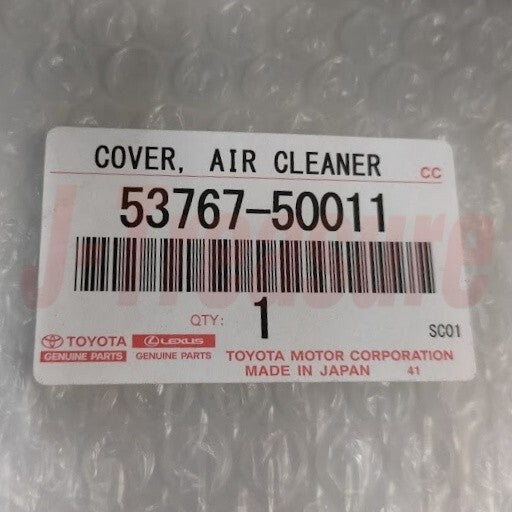 COVER, AIR CLEANER
CC
53767-50011
J-Treasure
QTY: 1
SC01
TOYOTA LEXUS
GENUINE PARTS GENUINE PARTS
TOYOTA MOTOR CORPORATION
MADE IN JAPAN 41